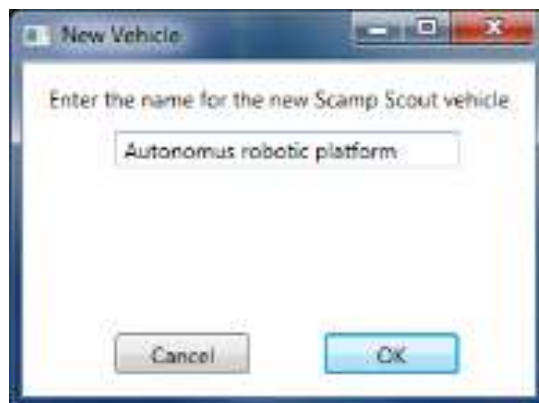 New Vehicle
Enter the name for the new Scamp Scout vehicle
Autonomus robotic platform
Cancel
OK